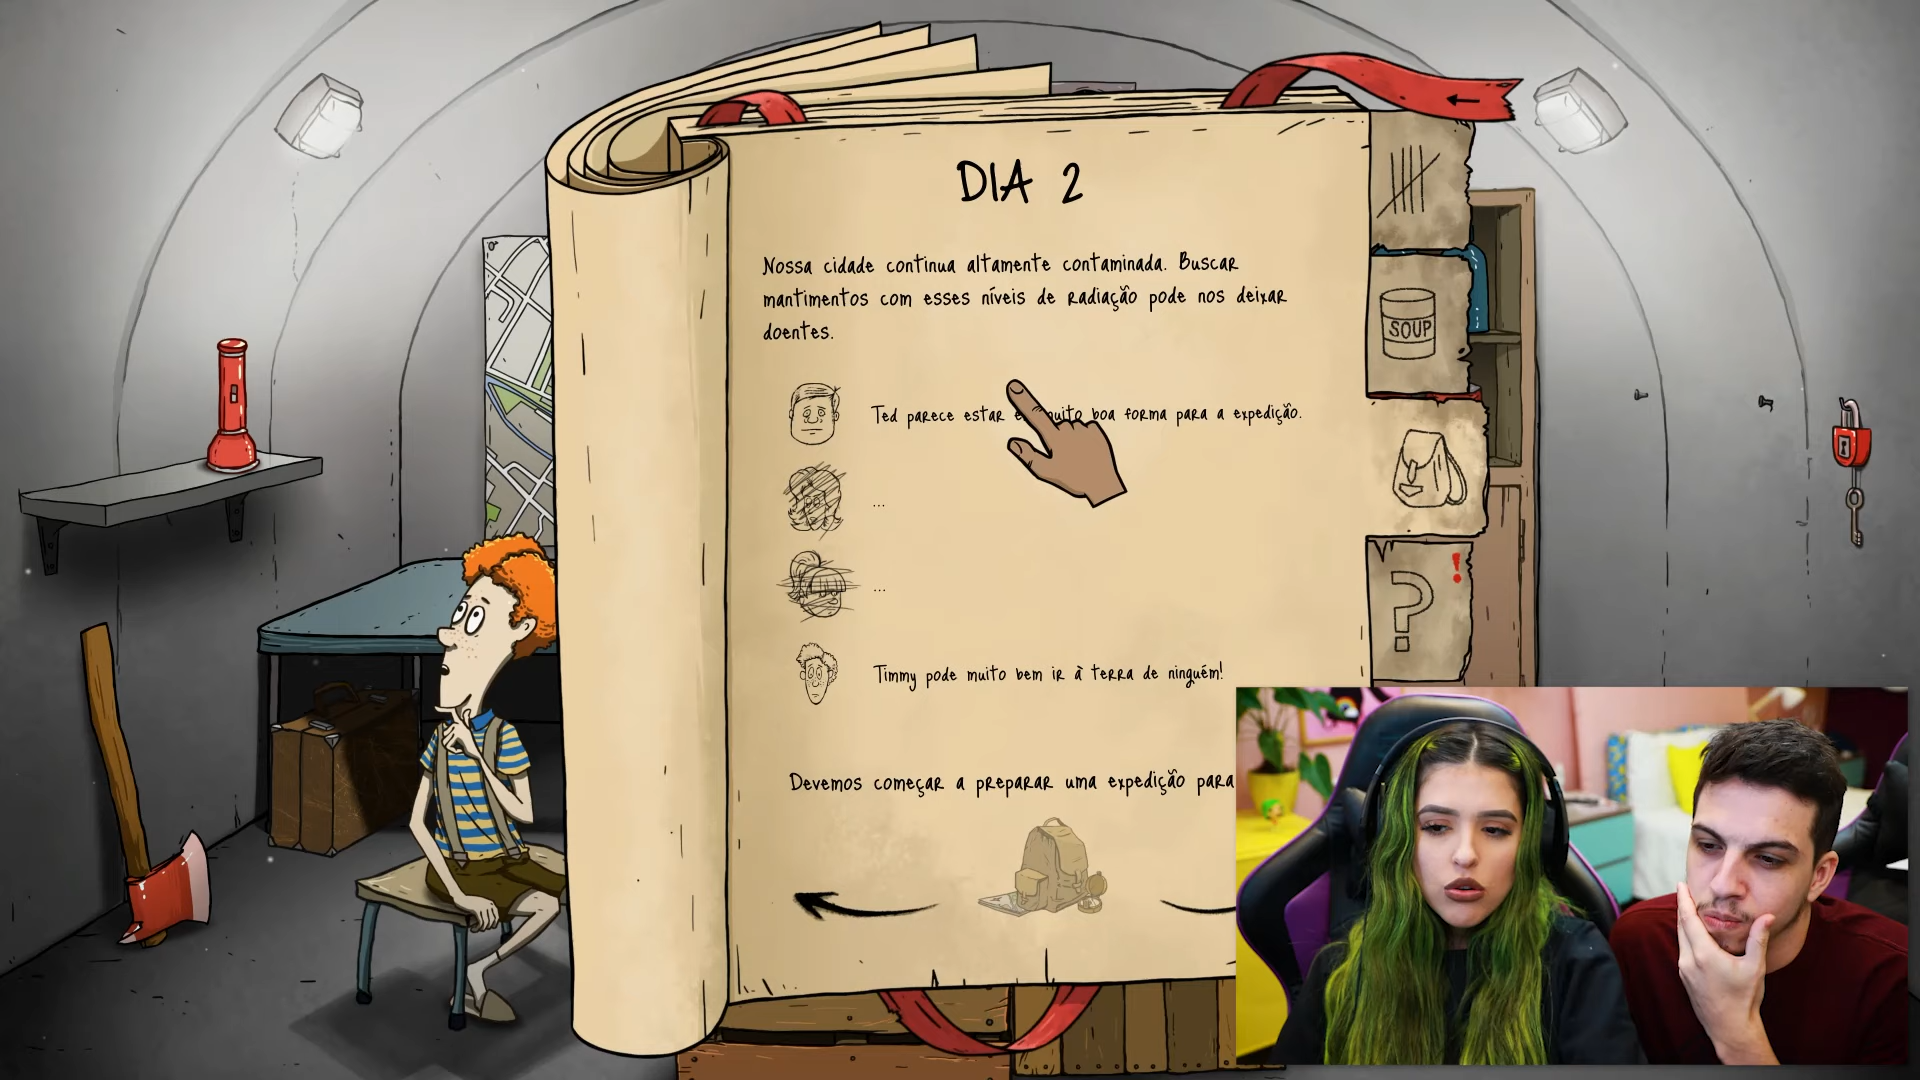 DIA 2
Nossa cidade continua altamente contaminada. Buscar
mantimentos com esses níveis de radiação pode nos deixar
doentes.
SOUP
Ted parece estar e muito boa forma para a expedição.
...
...
!
?
Timmy pode muito bem ir à terra de ninguém!
Devemos começar a preparar uma expedição para